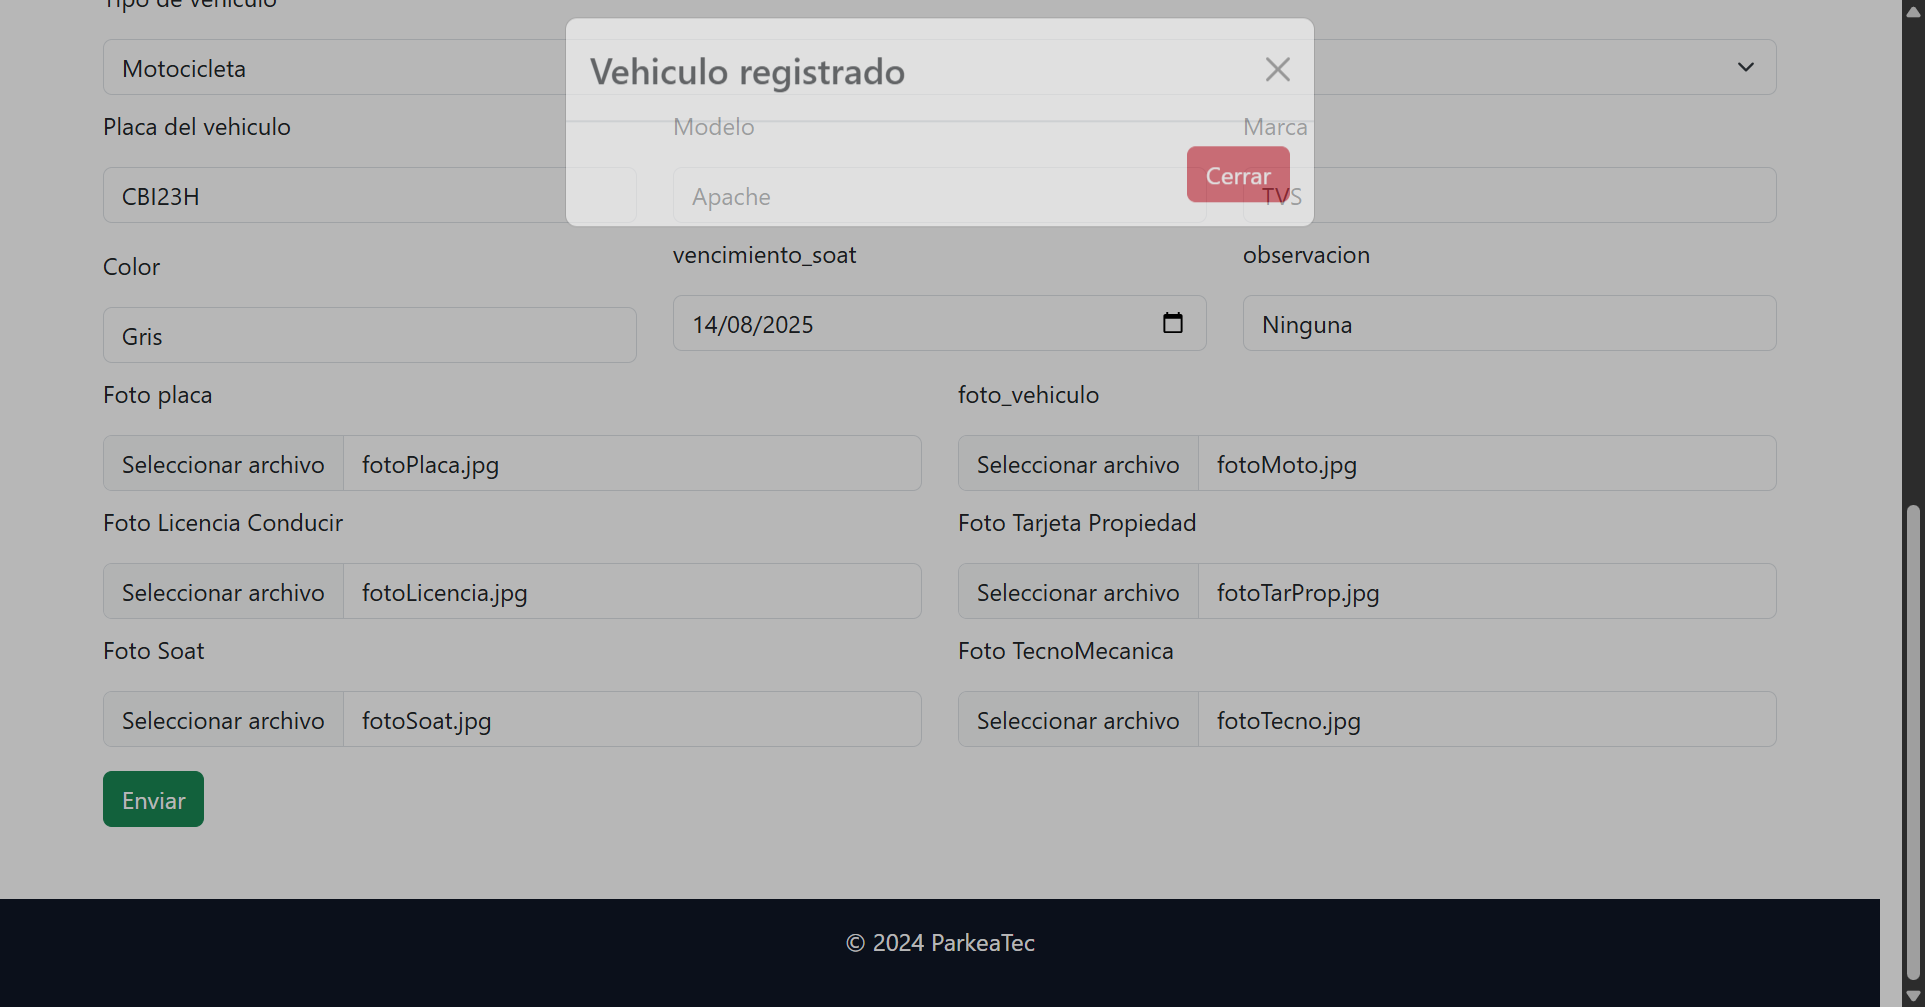 Tipo de vehiculo
Motocicleta
Vehiculo registrado
Placa del vehiculo
Modelo
Marca
CBI23H
Apache
TVS
Cerrar
Color
vencimiento_soat
observacion
Gris
14/08/2025
Ninguna
Foto placa
foto_vehiculo
Seleccionar archivo fotoPlaca.jpg
Seleccionar archivo fotoMoto.jpg
Foto Licencia Conducir
Foto Tarjeta Propiedad
Seleccionar archivo fotoLicencia.jpg
Seleccionar archivo fotoTarProp.jpg
Foto Soat
Foto TecnoMecanica
Seleccionar archivo fotoSoat.jpg
Seleccionar archivo fotoTecno.jpg
Enviar
© 2024 ParkeaTec